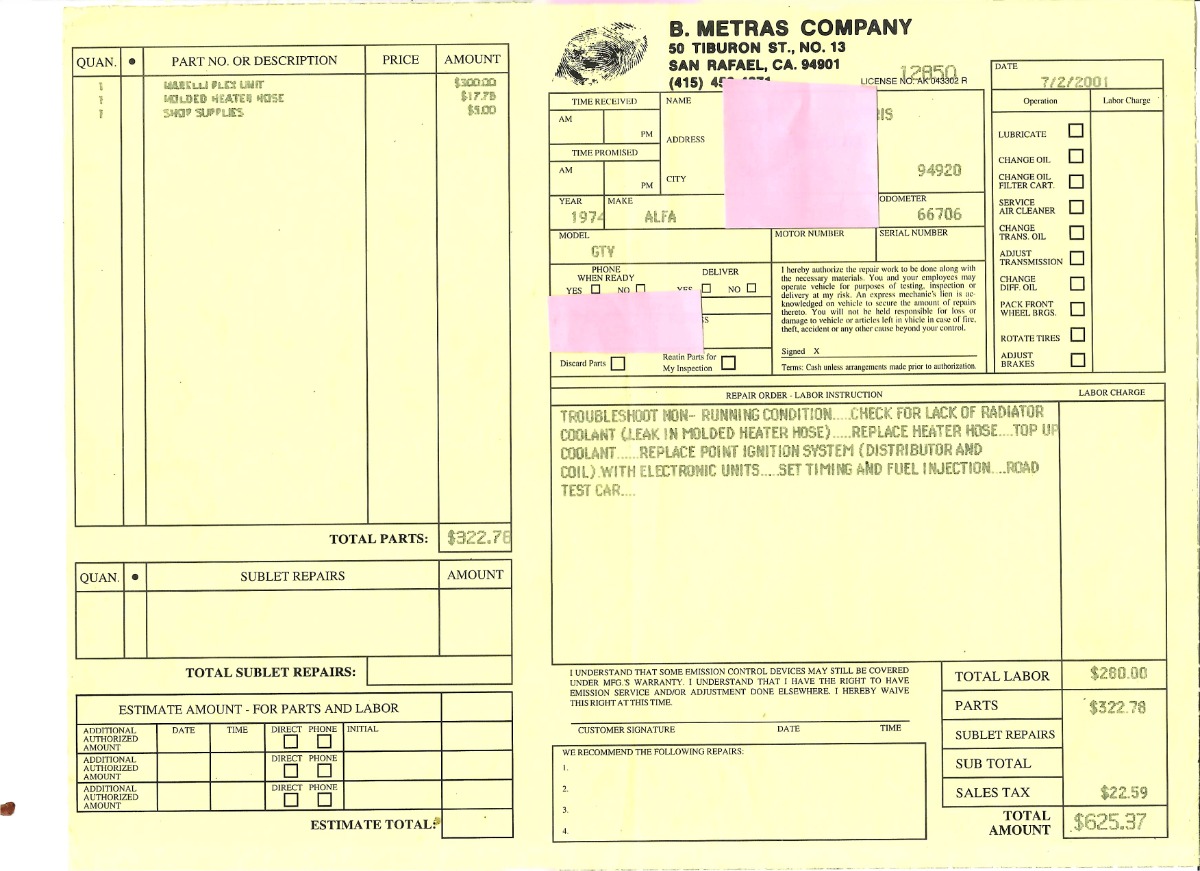 B. METRAS COMPANY
50 TIBURON ST., NO. 13
SAN RAFAEL, CA. 94901
(415)
LICENSE NO. AK 043302 R
12850
DATE
7/2/2001
QUAN. ● PART NO. OR DESCRIPTION PRICE AMOUNT
1 MARELLI PLEX UNIT $300.00
1 MOLDED HEATER HOSE $17.78
1 SHOP SUPPLIES $5.00
TOTAL PARTS: $322.78
QUAN. ● SUBLET REPAIRS AMOUNT
TOTAL SUBLET REPAIRS:
ESTIMATE AMOUNT - FOR PARTS AND LABOR
ADDITIONAL AUTHORIZED AMOUNT DATE TIME DIRECT PHONE INITIAL
ADDITIONAL AUTHORIZED AMOUNT DIRECT PHONE
ADDITIONAL AUTHORIZED AMOUNT DIRECT PHONE
ESTIMATE TOTAL:
TIME RECEIVED
AM
PM
TIME PROMISED
AM
PM
NAME
ADDRESS
CITY
94920
YEAR MAKE ODOMETER
1974 ALFA 66706
MODEL MOTOR NUMBER SERIAL NUMBER
GTV
PHONE WHEN READY DELIVER
YES NO YES NO
Discard Parts
Reatin Parts for
My Inspection
I hereby authorize the repair work to be done along with
the necessary materials. You and your employees may
operate vehicle for purposes of testing, inspection or
delivery at my risk. An express mechanic's lien is ac-
knowledged on vehicle to secure the amount of repairs
thereto. You will not be held responsible for loss or
damage to vehicle or articles left in vhicle in case of fire,
theft, accident or any other cause beyond your control.
Signed X
Terms: Cash unless arrangements made prior to authorization.
Operation Labor Charge
LUBRICATE
CHANGE OIL
CHANGE OIL
FILTER CART.
SERVICE
AIR CLEANER
CHANGE
TRANS. OIL
ADJUST
TRANSMISSION
CHANGE
DIFF. OIL
PACK FRONT
WHEEL BRGS.
ROTATE TIRES
ADJUST
BRAKES
REPAIR ORDER - LABOR INSTRUCTION LABOR CHARGE
TROUBLESHOOT NON- RUNNING CONDITION.....CHECK FOR LACK OF RADIATOR
COOLANT (LEAK IN MOLDED HEATER HOSE).....REPLACE HEATER HOSE....TOP UP
COOLANT......REPLACE POINT IGNITION SYSTEM (DISTRIBUTOR AND
COIL).WITH ELECTRONIC UNITS.....SET TIMING AND FUEL INJECTION....ROAD
TEST CAR....
I UNDERSTAND THAT SOME EMISSION CONTROL DEVICES MAY STILL BE COVERED
UNDER MFG.'S WARRANTY. I UNDERSTAND THAT I HAVE THE RIGHT TO HAVE
EMISSION SERVICE AND/OR ADJUSTMENT DONE ELSEWHERE. I HEREBY WAIVE
THIS RIGHT AT THIS TIME.
CUSTOMER SIGNATURE DATE TIME
WE RECOMMEND THE FOLLOWING REPAIRS:
1.
2.
3.
4.
TOTAL LABOR $280.00
PARTS $322.78
SUBLET REPAIRS
SUB TOTAL
SALES TAX $22.59
TOTAL AMOUNT $625.37